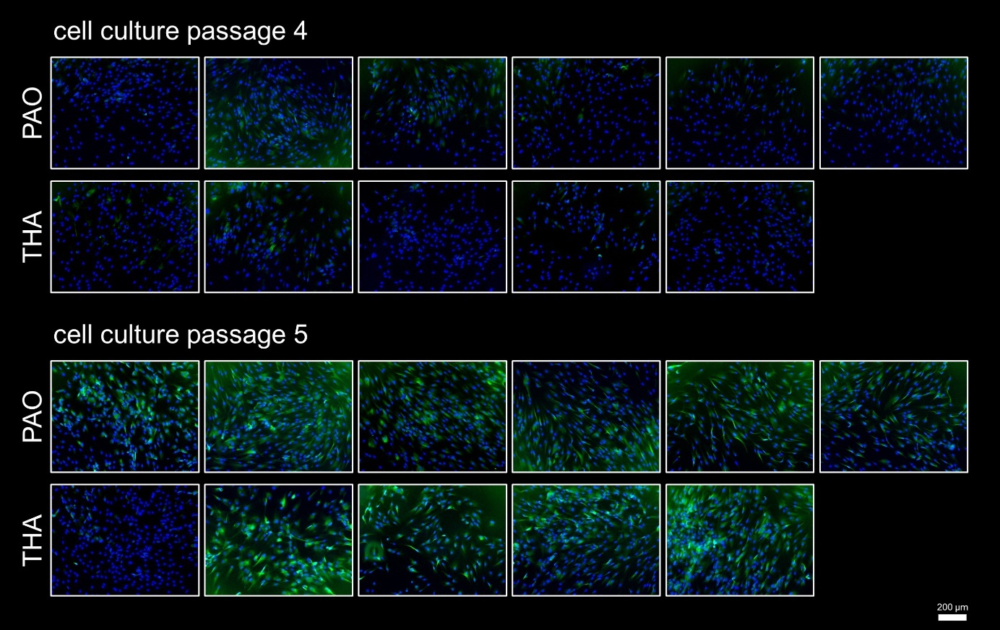 cell culture passage 4
PAO
THA
cell culture passage 5
PAO
THA
200 µm